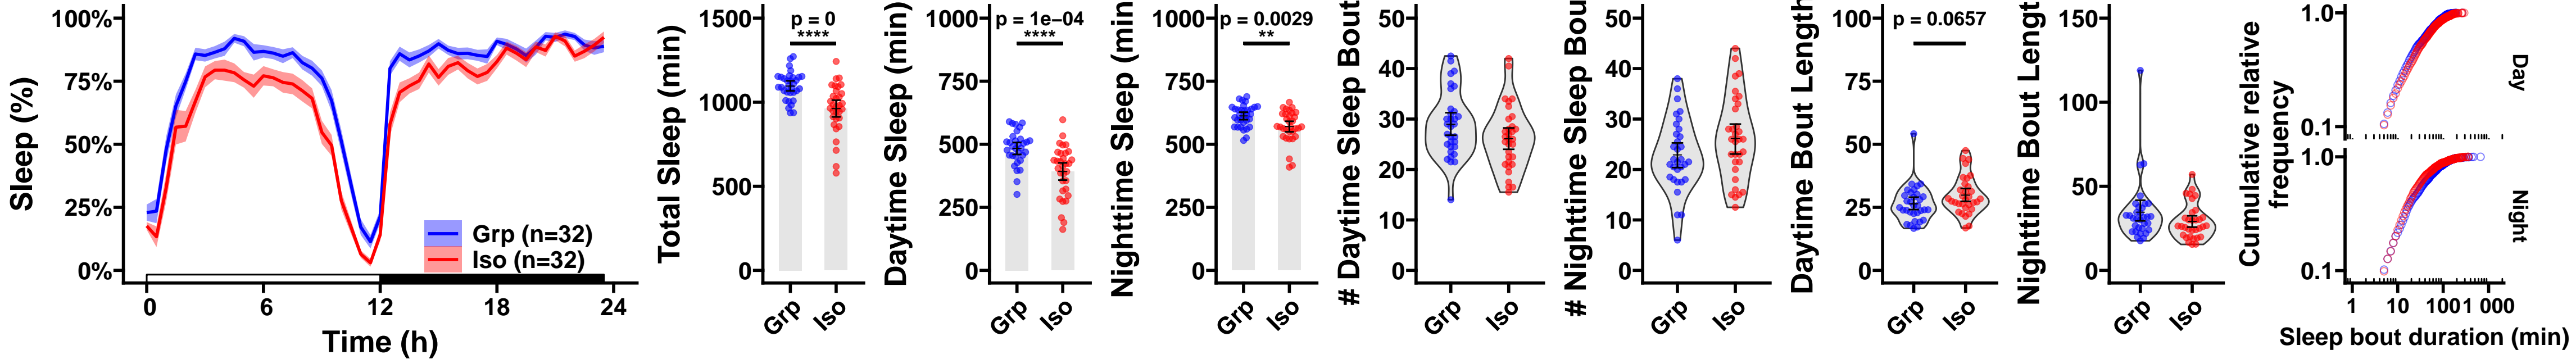 Sleep (%)
100%
75%
50%
25%
0%
Grp (n=32)
Iso (n=32)
0 6 12 18 24
Time (h)
Total Sleep (min)
1500
1000
500
0
p = 0
****
Grp Iso
Daytime Sleep (min)
1000
750
500
250
0
p = 1e−04
****
Grp Iso
Nighttime Sleep (min
1000
750
500
250
0
p = 0.0029
**
Grp Iso
# Daytime Sleep Bout
50
40
30
20
10
0
Grp Iso
# Nighttime Sleep Bou
50
40
30
20
10
0
Grp Iso
Daytime Bout Length
100
75
50
25
0
p = 0.0657
Grp Iso
Nighttime Bout Lengt
150
100
50
0
Grp Iso
Cumulative relative
frequency
1.0
0.1
Day
1.0
0.1
Night
1 10 100 1 000
Sleep bout duration (min)